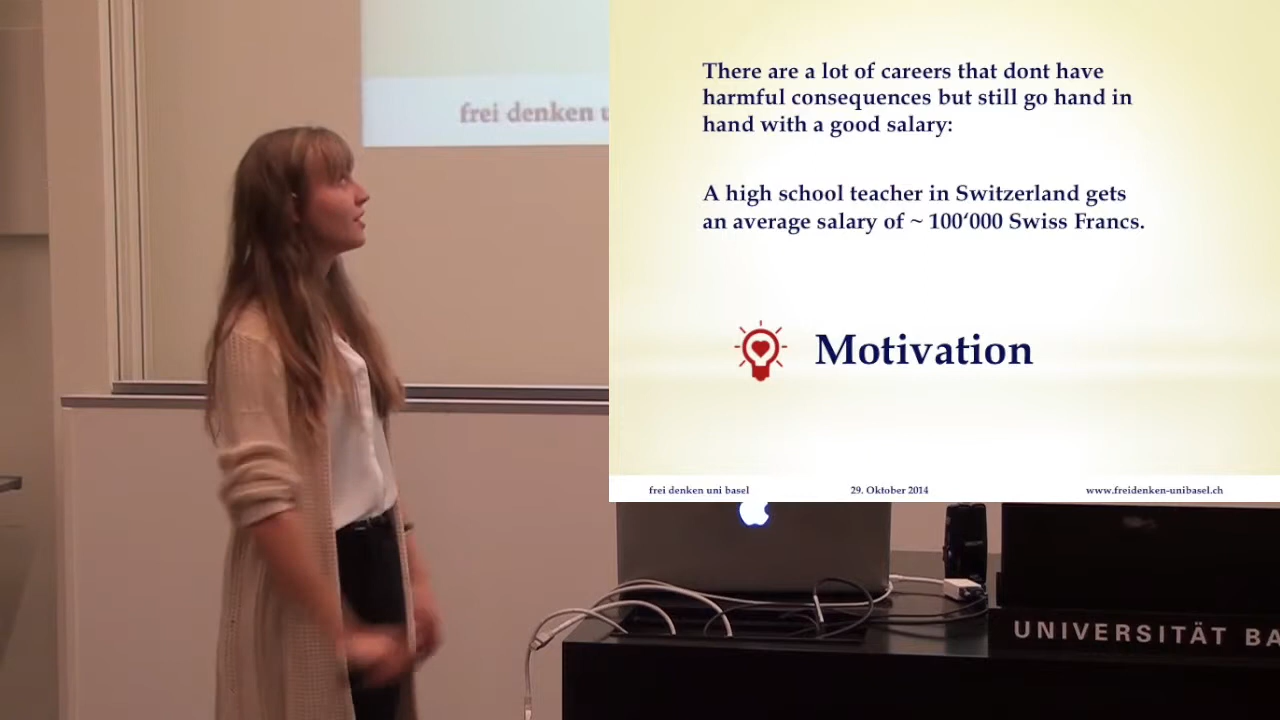 frei denken u
There are a lot of careers that dont have
harmful consequences but still go hand in
hand with a good salary:
A high school teacher in Switzerland gets
an average salary of ~ 100‘000 Swiss Francs.
Motivation
frei denken uni basel 29. Oktober 2014 www.freidenken-unibasel.ch
UNIVERSITÄT BA